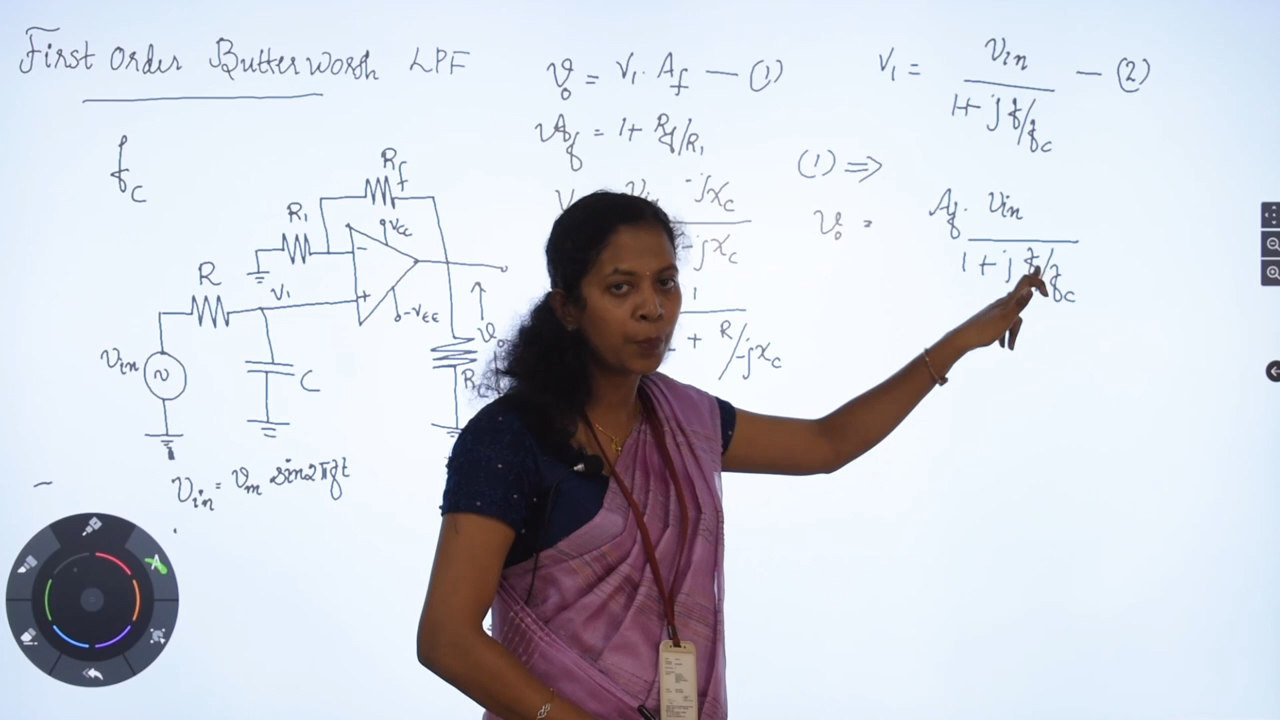 First Order Butterworth LPF
fc
Rf
R1
+VCC
R
V1
−
+
-VEE
Vo
Vin
C
R
Vin = Vm sin2πft
Vo = V1 . Af — (1)
Af = 1 + Rf/R1
Vin -jXc
-jXc
1
+ R/-jXc
V1 = Vin / 1 + j f/fc — (2)
(1) ⇒
Vo = Af . Vin / 1 + j f/fc